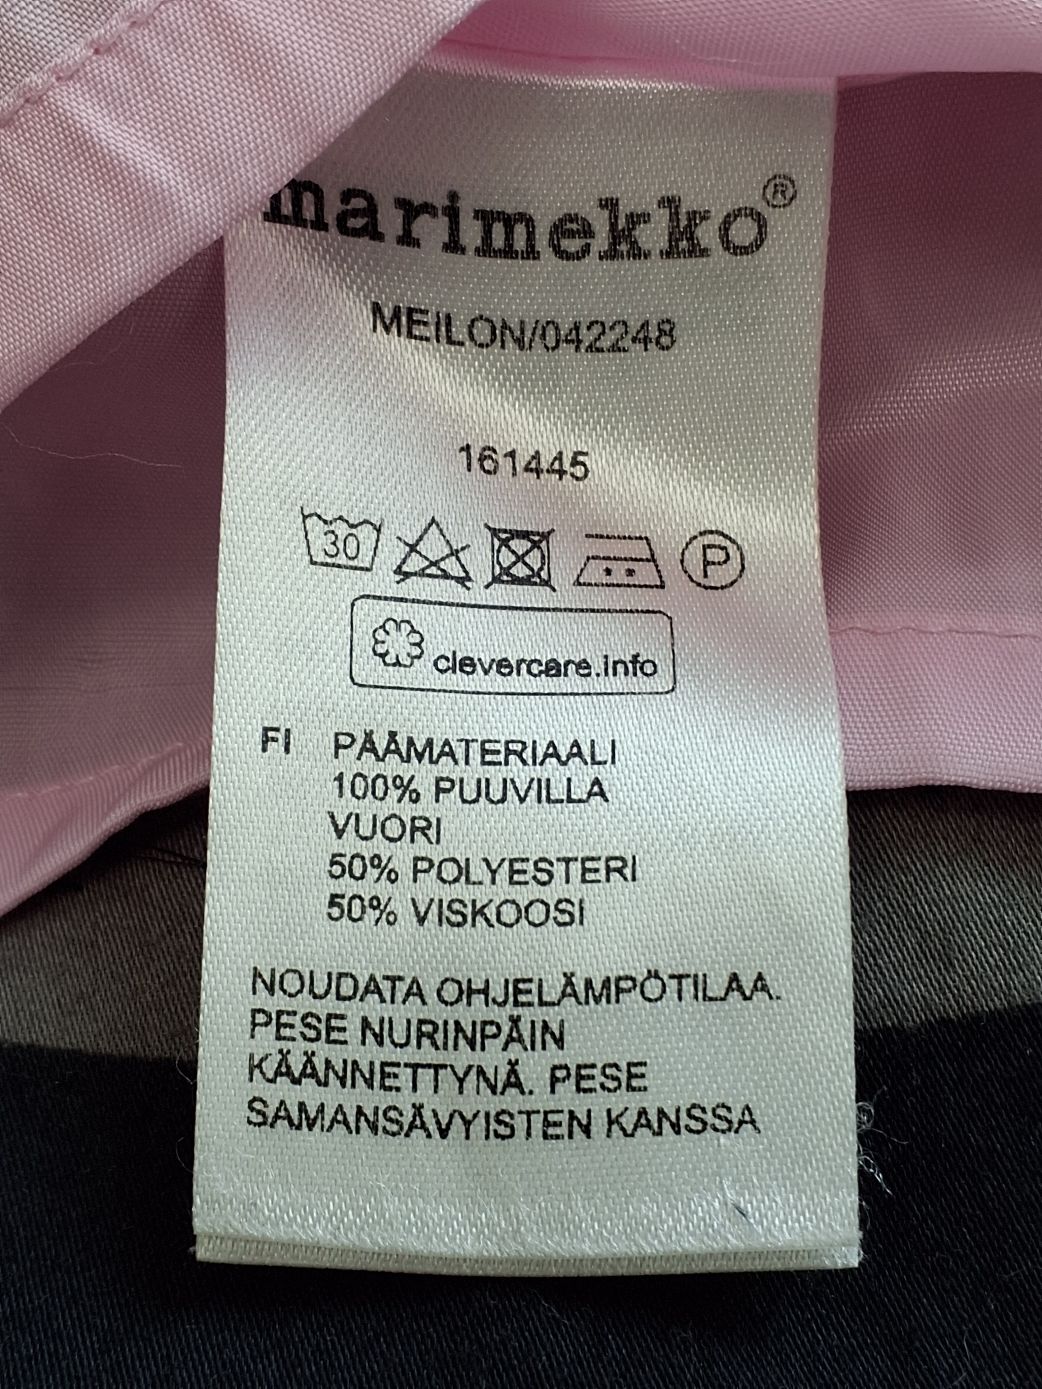 marimekko®
MEILON/042248
161445
30 P
clevercare.info
FI PÄÄMATERIAALI
100% PUUVILLA
VUORI
50% POLYESTERI
50% VISKOOSI
NOUDATA OHJELÄMPÖTILAA.
PESE NURINPÄIN
KÄÄNNETTYNÄ. PESE
SAMANSÄVYISTEN KANSSA